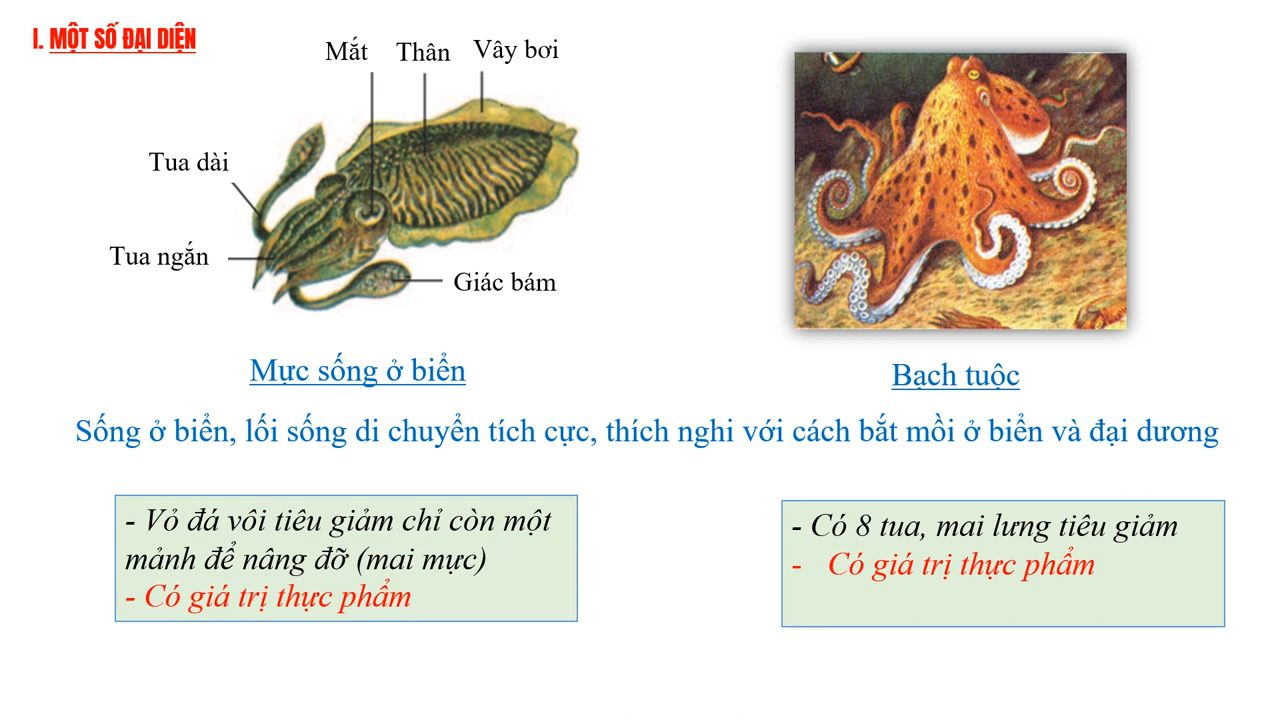 I. MỘT SỐ ĐẠI DIỆN
Mắt
Thân
Vây bơi
Tua dài
Tua ngắn
Giác bám
Mực sống ở biển
Bạch tuộc
Sống ở biển, lối sống di chuyển tích cực, thích nghi với cách bắt mồi ở biển và đại dương
- Vỏ đá vôi tiêu giảm chỉ còn một
mảnh để nâng đỡ (mai mực)
- Có giá trị thực phẩm
- Có 8 tua, mai lưng tiêu giảm
- Có giá trị thực phẩm